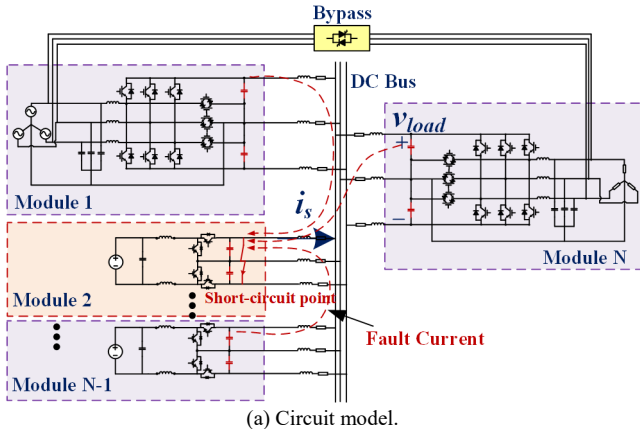 Bypass
DC Bus
v_load
+
−
Module 1
Module N
i_s
Module 2
Short-circuit point
Fault Current
Module N-1
(a) Circuit model.